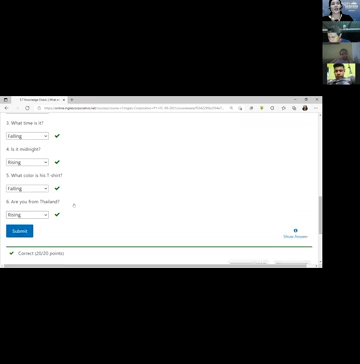 3. What time is it?
Falling
4. Is it midnight?
Rising
5. What color is his T-shirt?
Falling
6. Are you from Thailand?
Rising
Submit
Show Answer
Correct (20/20 points)